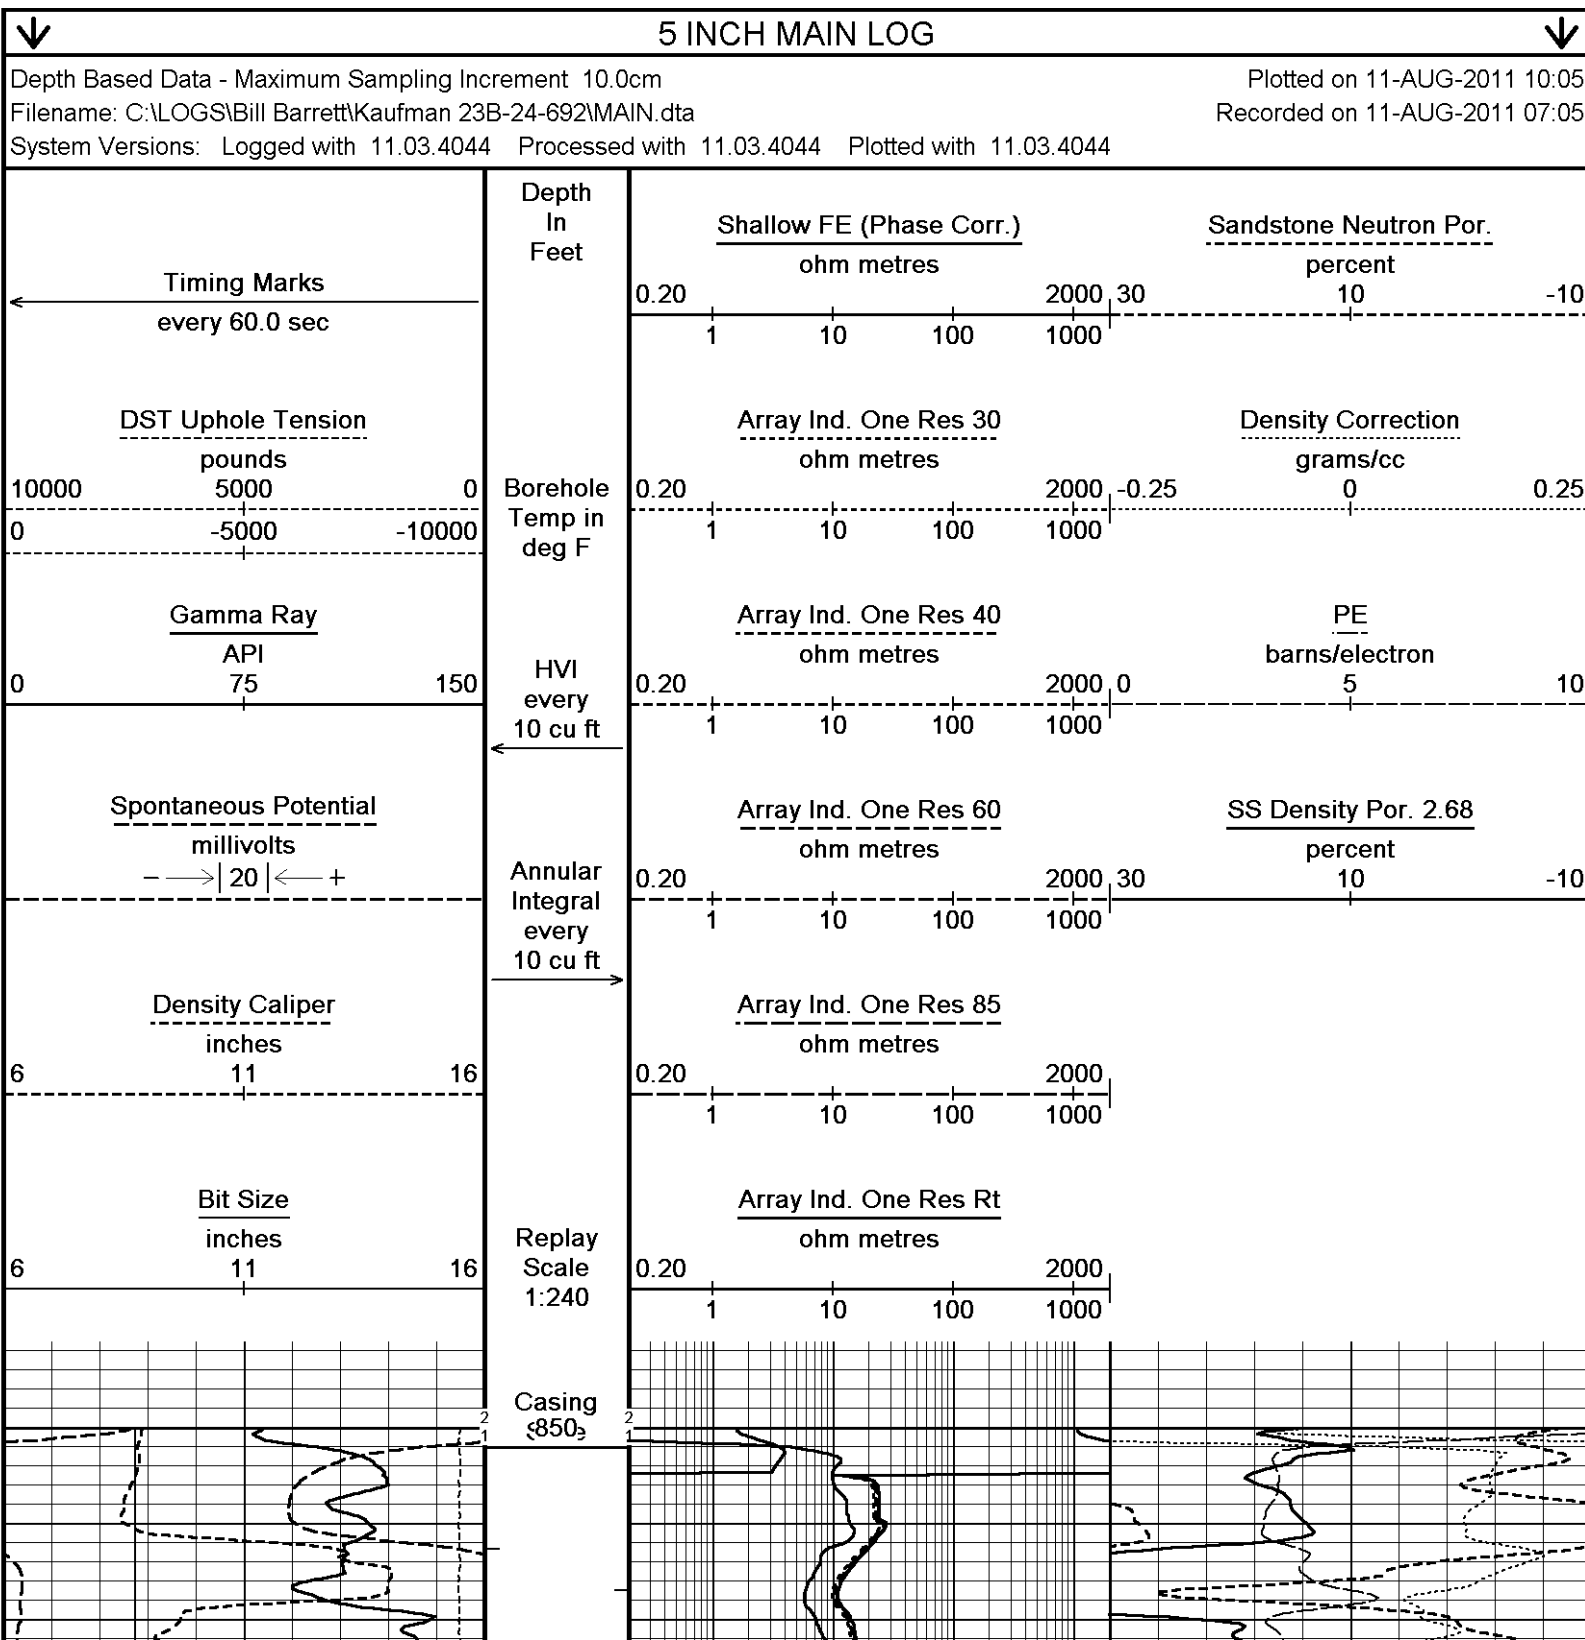 5 INCH MAIN LOG
Depth Based Data - Maximum Sampling Increment 10.0cm
Plotted on 11-AUG-2011 10:05
Filename: C:\LOGS\Bill Barrett\Kaufman 23B-24-692\MAIN.dta
Recorded on 11-AUG-2011 07:05
System Versions: Logged with 11.03.4044 Processed with 11.03.4044 Plotted with 11.03.4044
Timing Marks
every 60.0 sec
DST Uphole Tension
pounds
10000 5000 0
0 -5000 -10000
Gamma Ray
API
0 75 150
Spontaneous Potential
millivolts
− 20 +
Density Caliper
inches
6 11 16
Bit Size
inches
6 11 16
Depth
In
Feet
Borehole
Temp in
deg F
HVI
every
10 cu ft
Annular
Integral
every
10 cu ft
Replay
Scale
1:240
Casing
850
2 2
1 1
Shallow FE (Phase Corr.)
ohm metres
0.20 2000
1 10 100 1000
Array Ind. One Res 30
ohm metres
0.20 2000
1 10 100 1000
Array Ind. One Res 40
ohm metres
0.20 2000
1 10 100 1000
Array Ind. One Res 60
ohm metres
0.20 2000
1 10 100 1000
Array Ind. One Res 85
ohm metres
0.20 2000
1 10 100 1000
Array Ind. One Res Rt
ohm metres
0.20 2000
1 10 100 1000
Sandstone Neutron Por.
percent
30 10 -10
Density Correction
grams/cc
-0.25 0 0.25
PE
barns/electron
0 5 10
SS Density Por. 2.68
percent
30 10 -10